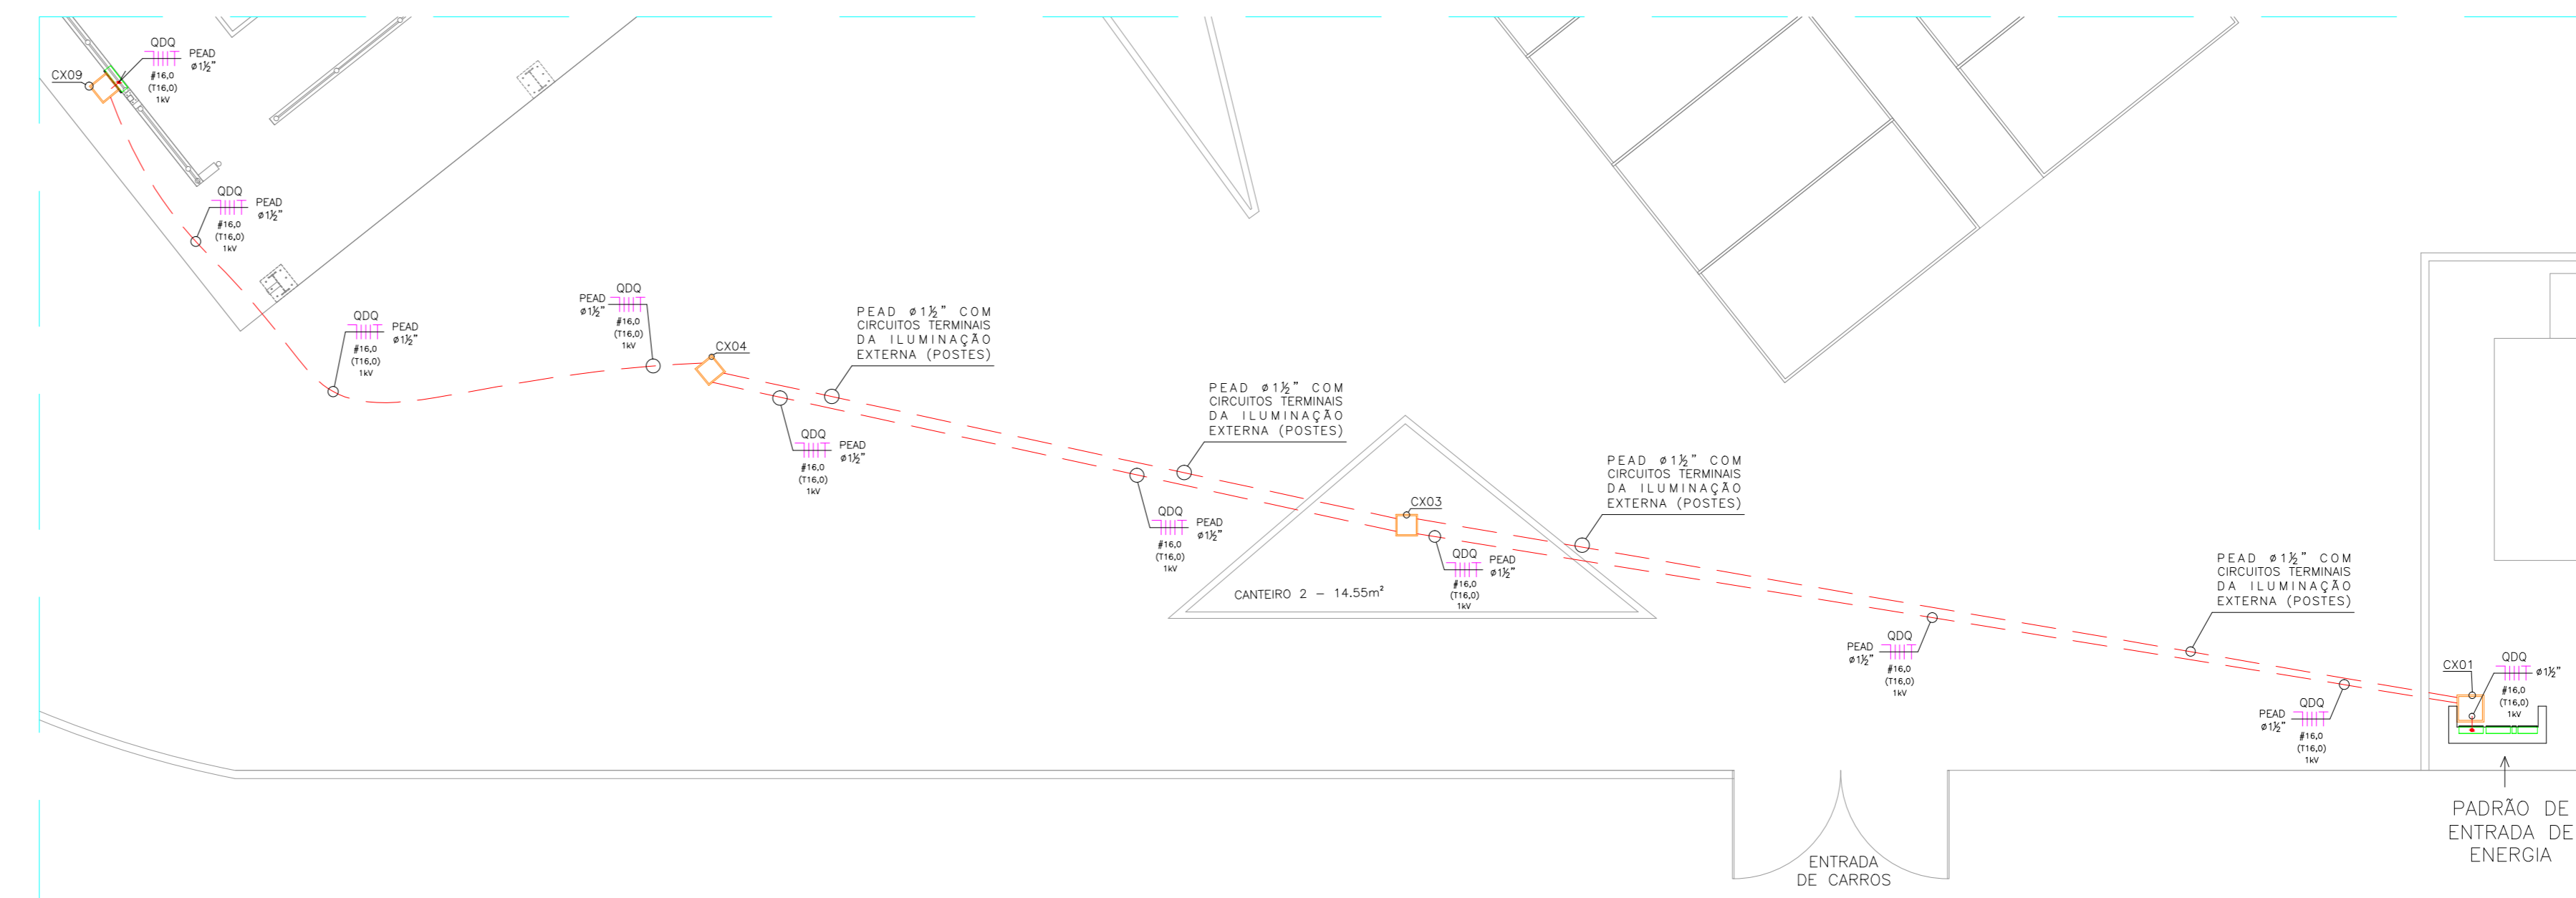 QDQ
PEAD
ø1½"
#16,0
(T16,0)
1kV
CX09
QDQ
PEAD
ø1½"
#16,0
(T16,0)
1kV
QDQ
PEAD
ø1½"
#16,0
(T16,0)
1kV
QDQ
PEAD
ø1½"
#16,0
(T16,0)
1kV
CX04
PEAD ø1½" COM
CIRCUITOS TERMINAIS
DA ILUMINAÇÃO
EXTERNA (POSTES)
QDQ
PEAD
ø1½"
#16,0
(T16,0)
1kV
PEAD ø1½" COM
CIRCUITOS TERMINAIS
DA ILUMINAÇÃO
EXTERNA (POSTES)
QDQ
PEAD
ø1½"
#16,0
(T16,0)
1kV
CX03
QDQ
PEAD
ø1½"
#16,0
(T16,0)
1kV
CANTEIRO 2 – 14.55m²
PEAD ø1½" COM
CIRCUITOS TERMINAIS
DA ILUMINAÇÃO
EXTERNA (POSTES)
QDQ
PEAD
ø1½"
#16,0
(T16,0)
1kV
PEAD ø1½" COM
CIRCUITOS TERMINAIS
DA ILUMINAÇÃO
EXTERNA (POSTES)
QDQ
PEAD
ø1½"
#16,0
(T16,0)
1kV
CX01
QDQ
ø1½"
#16,0
(T16,0)
1kV
PADRÃO DE
ENTRADA DE
ENERGIA
ENTRADA
DE CARROS